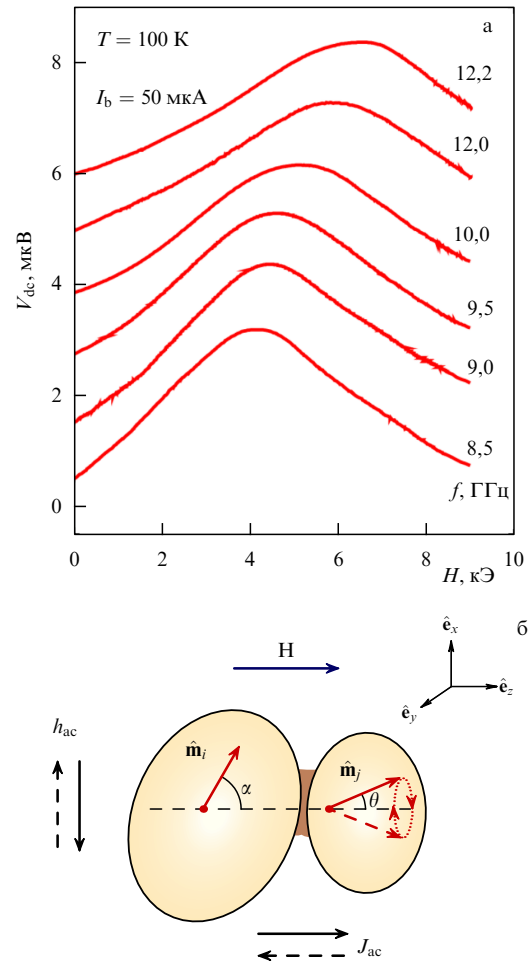 а
8
T = 100 К
12,2
I_b = 50 мкА
12,0
6
10,0
V_dc, мкВ
4
9,5
9,0
2
8,5
0
f, ГГц
0 2 4 6 8 10
H, кЭ
б
ê_x
H
ê_z
ê_y
h_ac
m̂_i
m̂_j
α
θ
J_ac